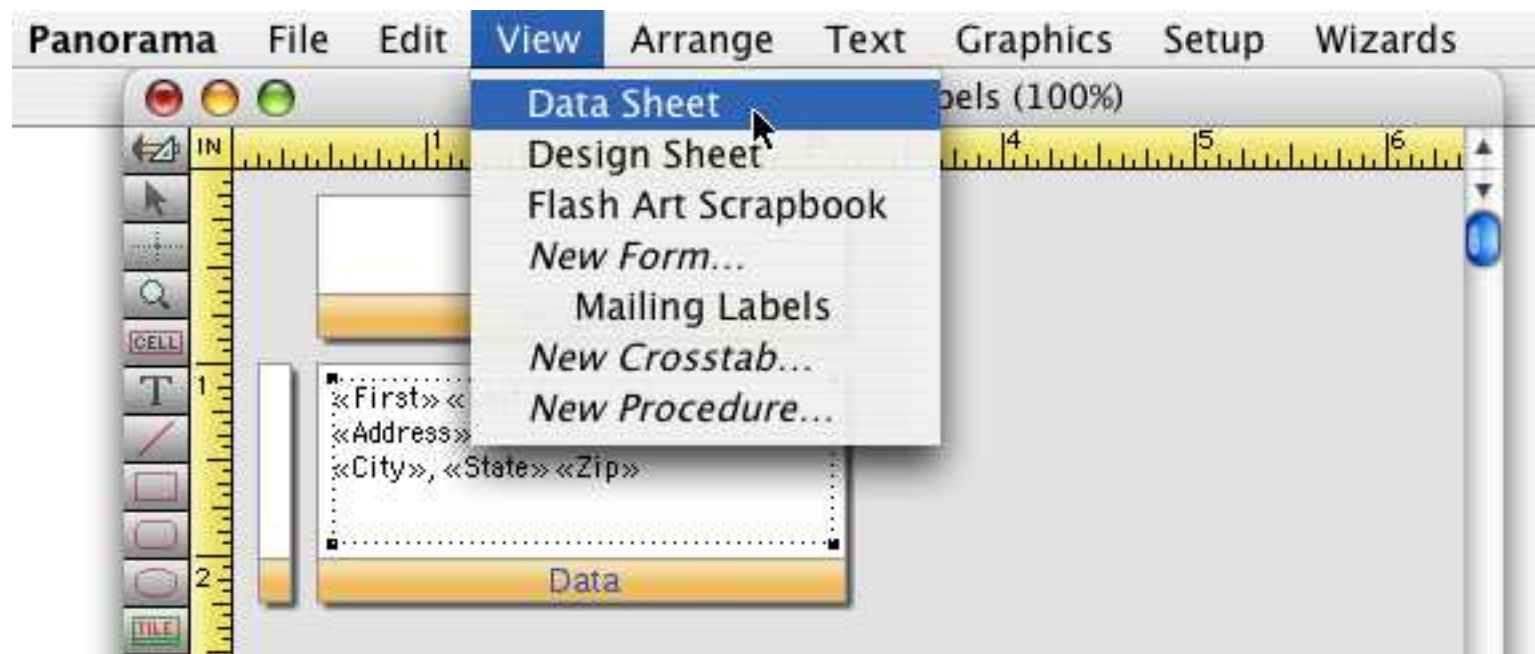 Panorama File Edit View Arrange Text Graphics Setup Wizards
Data Sheet
(100%)
IN 1 4 5 6
Design Sheet
Flash Art Scrapbook
New Form...
Mailing Labels
CELL
New Crosstab...
T 1
«First» «
New Procedure...
«Address»
«City», «State» «Zip»
2 Data
TILE